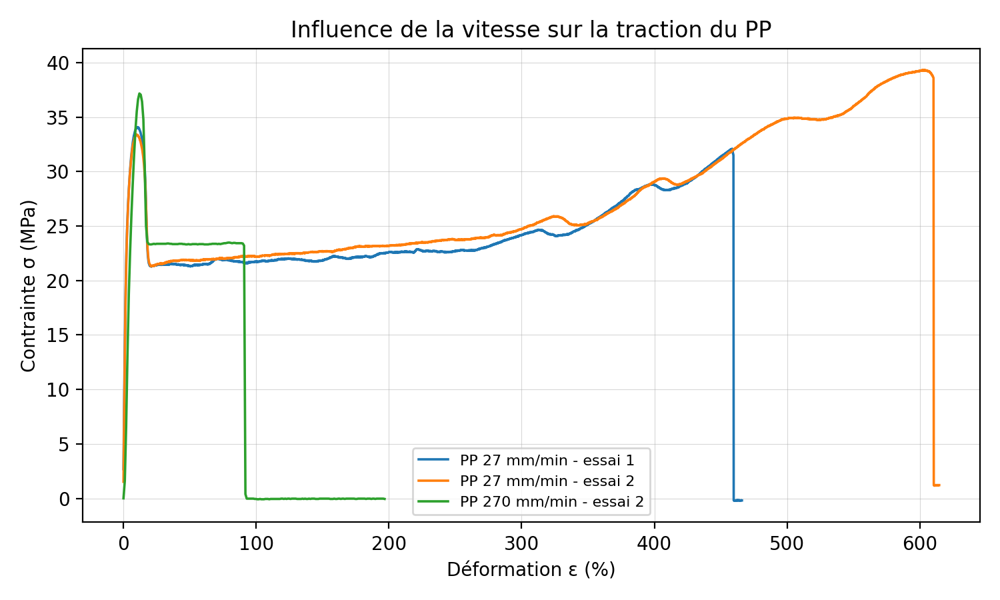 Influence de la vitesse sur la traction du PP
Contrainte σ (MPa)
40
35
30
25
20
15
10
5
0
PP 27 mm/min - essai 1
PP 27 mm/min - essai 2
PP 270 mm/min - essai 2
0 100 200 300 400 500 600
Déformation ε (%)